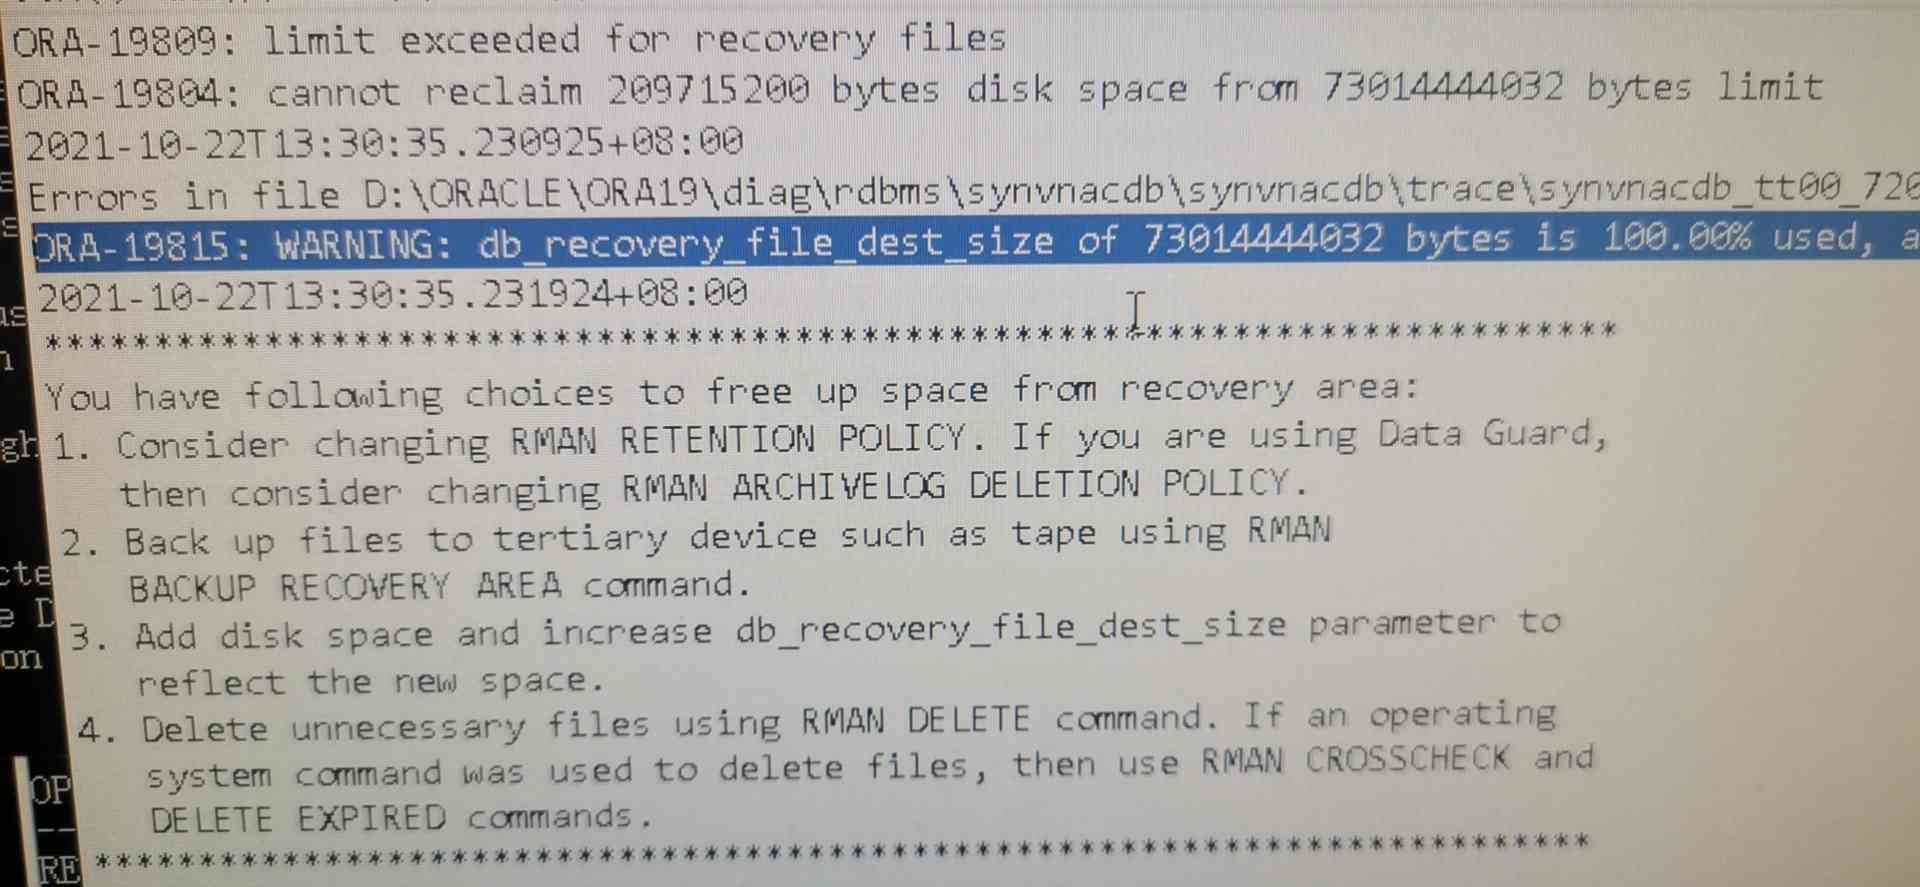 ORA-19809: limit exceeded for recovery files
ORA-19804: cannot reclaim 209715200 bytes disk space from 73014444032 bytes limit
2021-10-22T13:30:35.230925+08:00
Errors in file D:\ORACLE\ORA19\diag\rdbms\synvnacdb\synvnacdb\trace\synvnacdb_tt00_720
ORA-19815: WARNING: db_recovery_file_dest_size of 73014444032 bytes is 100.00% used, a
2021-10-22T13:30:35.231924+08:00
************************************************************************
You have following choices to free up space from recovery area:
1. Consider changing RMAN RETENTION POLICY. If you are using Data Guard,
then consider changing RMAN ARCHIVELOG DELETION POLICY.
2. Back up files to tertiary device such as tape using RMAN
BACKUP RECOVERY AREA command.
3. Add disk space and increase db_recovery_file_dest_size parameter to
reflect the new space.
4. Delete unnecessary files using RMAN DELETE command. If an operating
system command was used to delete files, then use RMAN CROSSCHECK and
DELETE EXPIRED commands.
************************************************************************